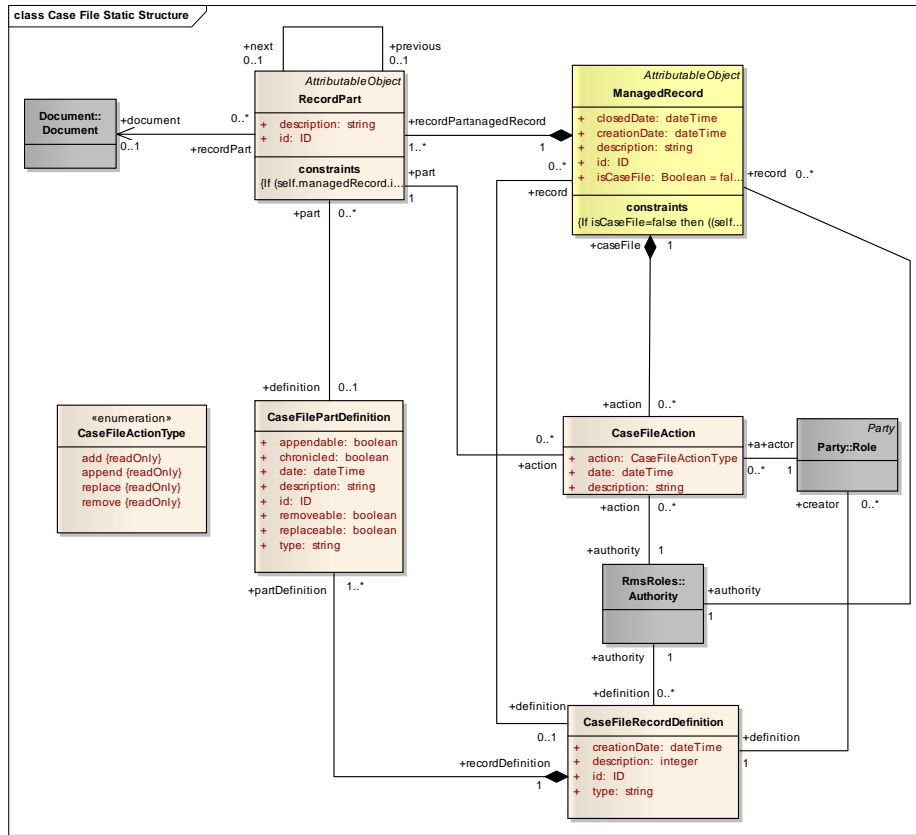 class Case File Static Structure
+next
+previous
0..1
0..1
AttributableObject
RecordPart
+ description: string
+ id: ID
constraints
{If (self.managedRecord.i...
AttributableObject
ManagedRecord
+ closedDate: dateTime
+ creationDate: dateTime
+ description: string
+ id: ID
+ isCaseFile: Boolean = fal...
constraints
{If isCaseFile=false then ((self...
Document::
Document
+document
0..1
0..*
+recordPart
+recordPartanagedRecord
1..*
1
0..*
+record
+record 0..*
+part
1
+part 0..*
+caseFile 1
+definition 0..1
+action 0..*
«enumeration»
CaseFileActionType
add {readOnly}
append {readOnly}
replace {readOnly}
remove {readOnly}
CaseFilePartDefinition
+ appendable: boolean
+ chronicled: boolean
+ date: dateTime
+ description: string
+ id: ID
+ removeable: boolean
+ replaceable: boolean
+ type: string
0..*
+action
CaseFileAction
+ action: CaseFileActionType
+ date: dateTime
+ description: string
+a+actor
0..* 1
Party
Party::Role
+action 0..*
+creator 0..*
+authority 1
+partDefinition 1..*
RmsRoles::
Authority
+authority
1
+authority 1
+definition 0..*
+definition
0..1
CaseFileRecordDefinition
+ creationDate: dateTime
+ description: integer
+ id: ID
+ type: string
+definition
1
+recordDefinition
1